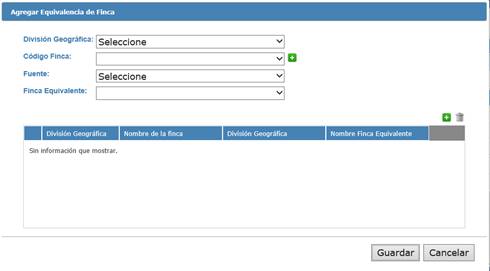 Agregar Equivalencia de Finca
División Geográfica: Seleccione
Código Finca:
Fuente: Seleccione
Finca Equivalente:
División Geográfica Nombre de la finca División Geográfica Nombre Finca Equivalente
Sin información que mostrar.
Guardar Cancelar